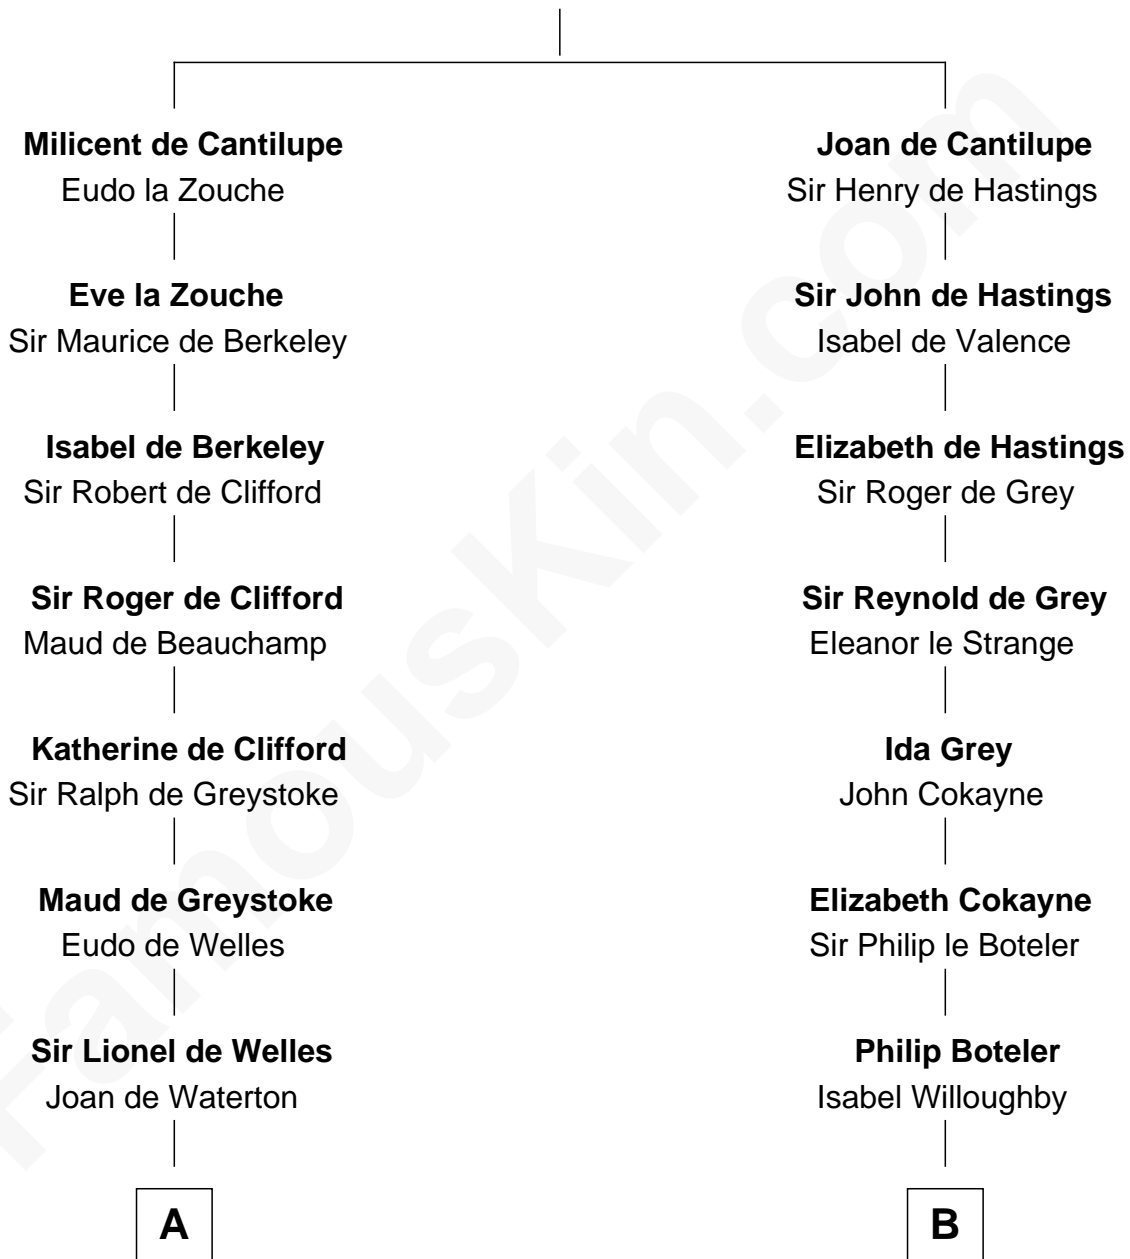 Milicent de Cantilupe
Eudo la Zouche
Eve la Zouche
Sir Maurice de Berkeley
Isabel de Berkeley
Sir Robert de Clifford
Sir Roger de Clifford
Maud de Beauchamp
Katherine de Clifford
Sir Ralph de Greystoke
Maud de Greystoke
Eudo de Welles
Sir Lionel de Welles
Joan de Waterton
A
Joan de Cantilupe
Sir Henry de Hastings
Sir John de Hastings
Isabel de Valence
Elizabeth de Hastings
Sir Roger de Grey
Sir Reynold de Grey
Eleanor le Strange
Ida Grey
John Cokayne
Elizabeth Cokayne
Sir Philip le Boteler
Philip Boteler
Isabel Willoughby
B
FamousKin.com